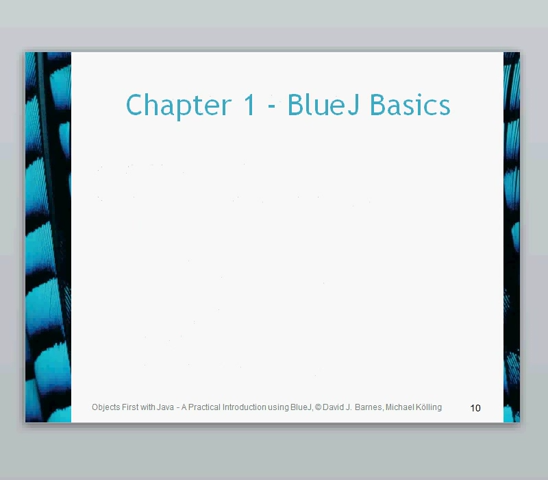 Chapter 1 - BlueJ Basics
Objects First with Java - A Practical Introduction using BlueJ, © David J. Barnes, Michael Kölling
10